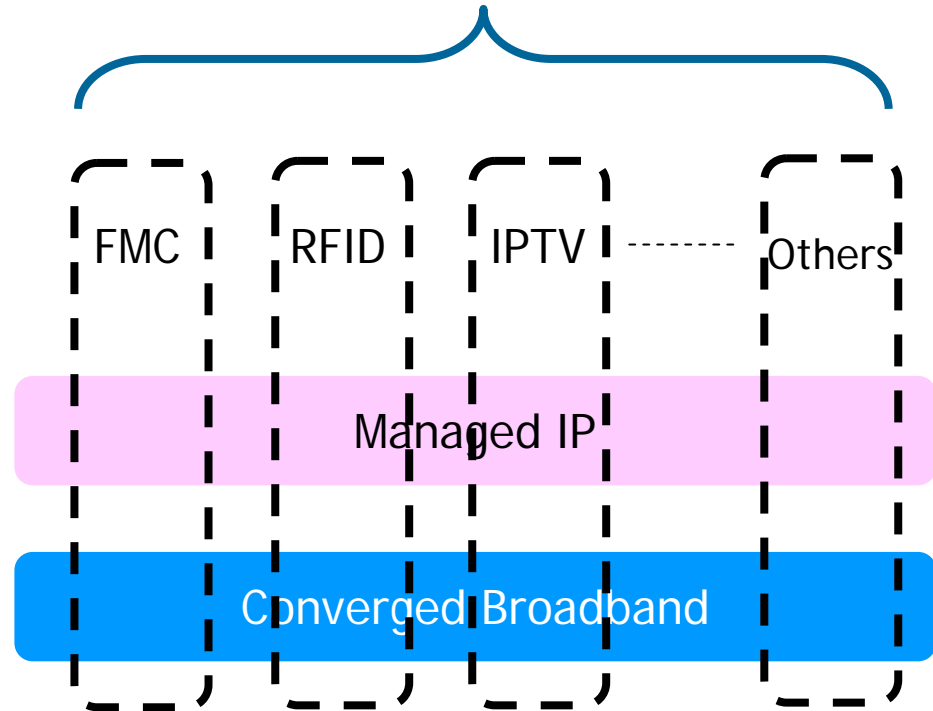 FMC
RFID
IPTV
Others
Managed IP
Converged Broadband